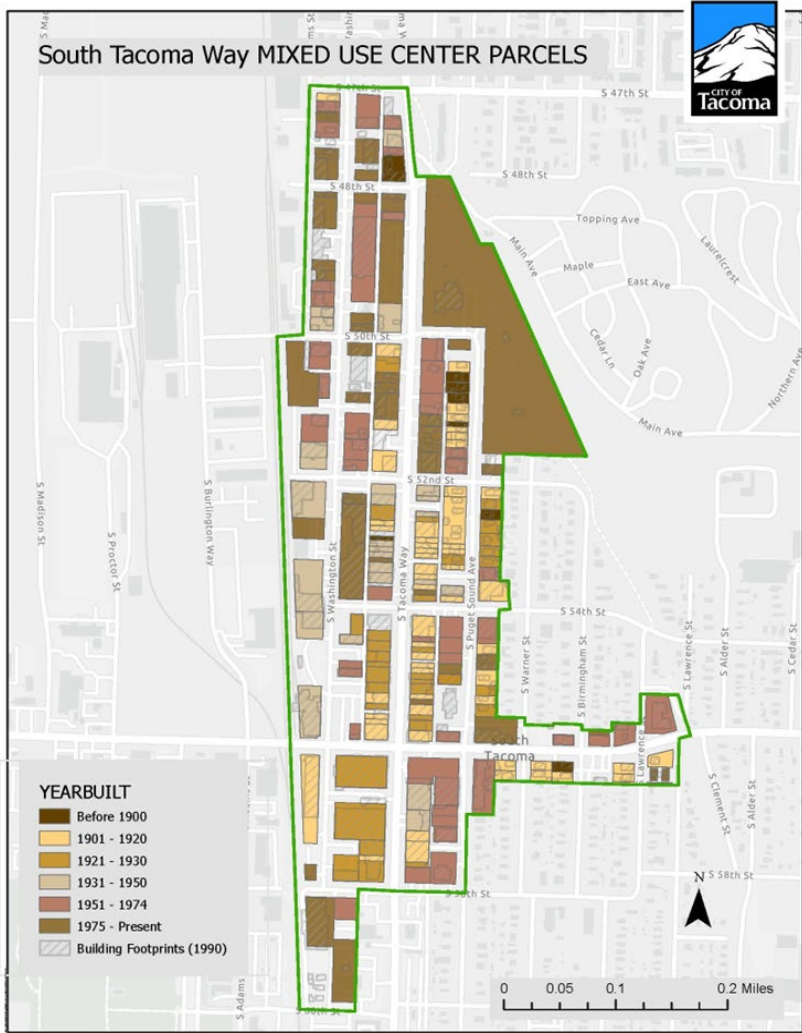 South Tacoma Way MIXED USE CENTER PARCELS
CITY OF
Tacoma
S 47th St
S 47th St
S 48th St
S 48th St
Topping Ave
Main Ave
Maple
East Ave
Laurelcrest
Cedar Ln
Oak Ave
Northern Ave
Main Ave
S 50th St
S 52nd St
S Madison St
S Proctor St
S Burlington Way
S Washington St
S Tacoma Way
S Puget Sound Ave
S 54th St
S Warner St
S Birmingham St
S Lawrence St
S Alder St
S Cedar St
South
Tacoma
S Lawrence
S Clement St
S Alder St
S 58th St
S Adams
YEARBUILT
Before 1900
1901 - 1920
1921 - 1930
1931 - 1950
1951 - 1974
1975 - Present
Building Footprints (1990)
N
0 0.05 0.1 0.2 Miles